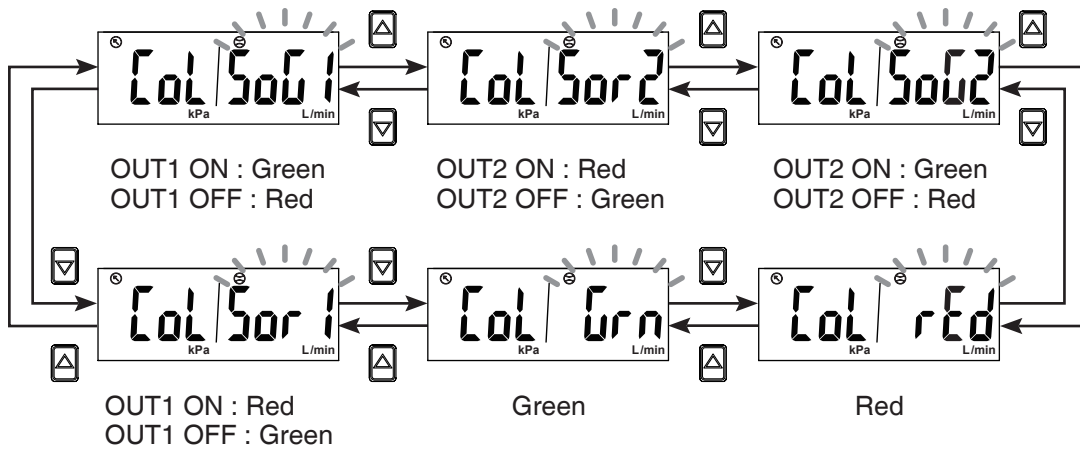 CoL SoG1
kPa L/min
CoL Sor2
kPa L/min
CoL SoG2
kPa L/min
OUT1 ON : Green
OUT1 OFF : Red
OUT2 ON : Red
OUT2 OFF : Green
OUT2 ON : Green
OUT2 OFF : Red
CoL Sor1
kPa L/min
CoL Grn
kPa L/min
CoL rEd
kPa L/min
OUT1 ON : Red
OUT1 OFF : Green
Green
Red